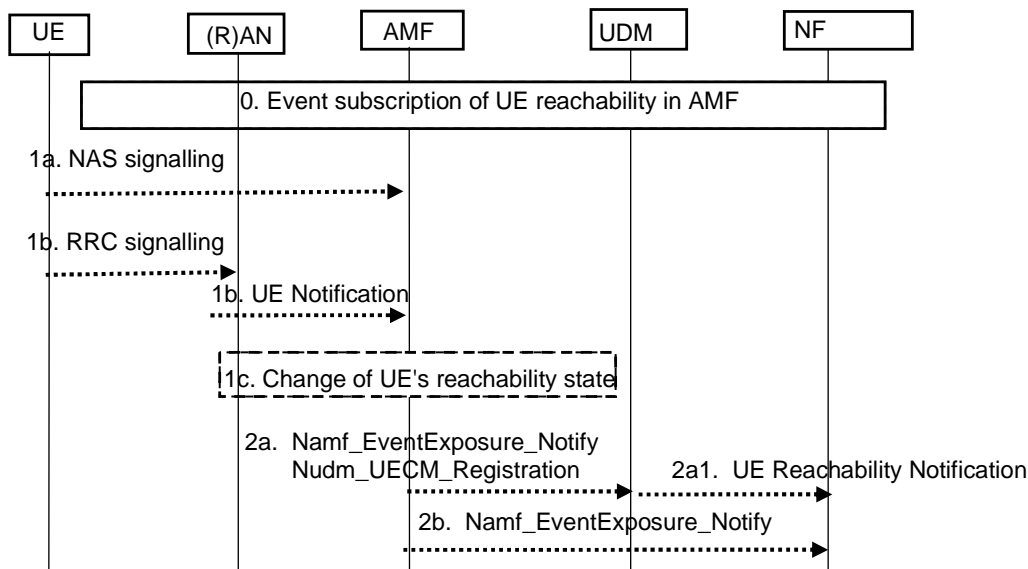 UE
(R)AN
AMF
UDM
NF
0. Event subscription of UE reachability in AMF
1a. NAS signalling
1b. RRC signalling
1b. UE Notification
1c. Change of UE's reachability state
2a. Namf_EventExposure_Notify
Nudm_UECM_Registration
2a1. UE Reachability Notification
2b. Namf_EventExposure_Notify